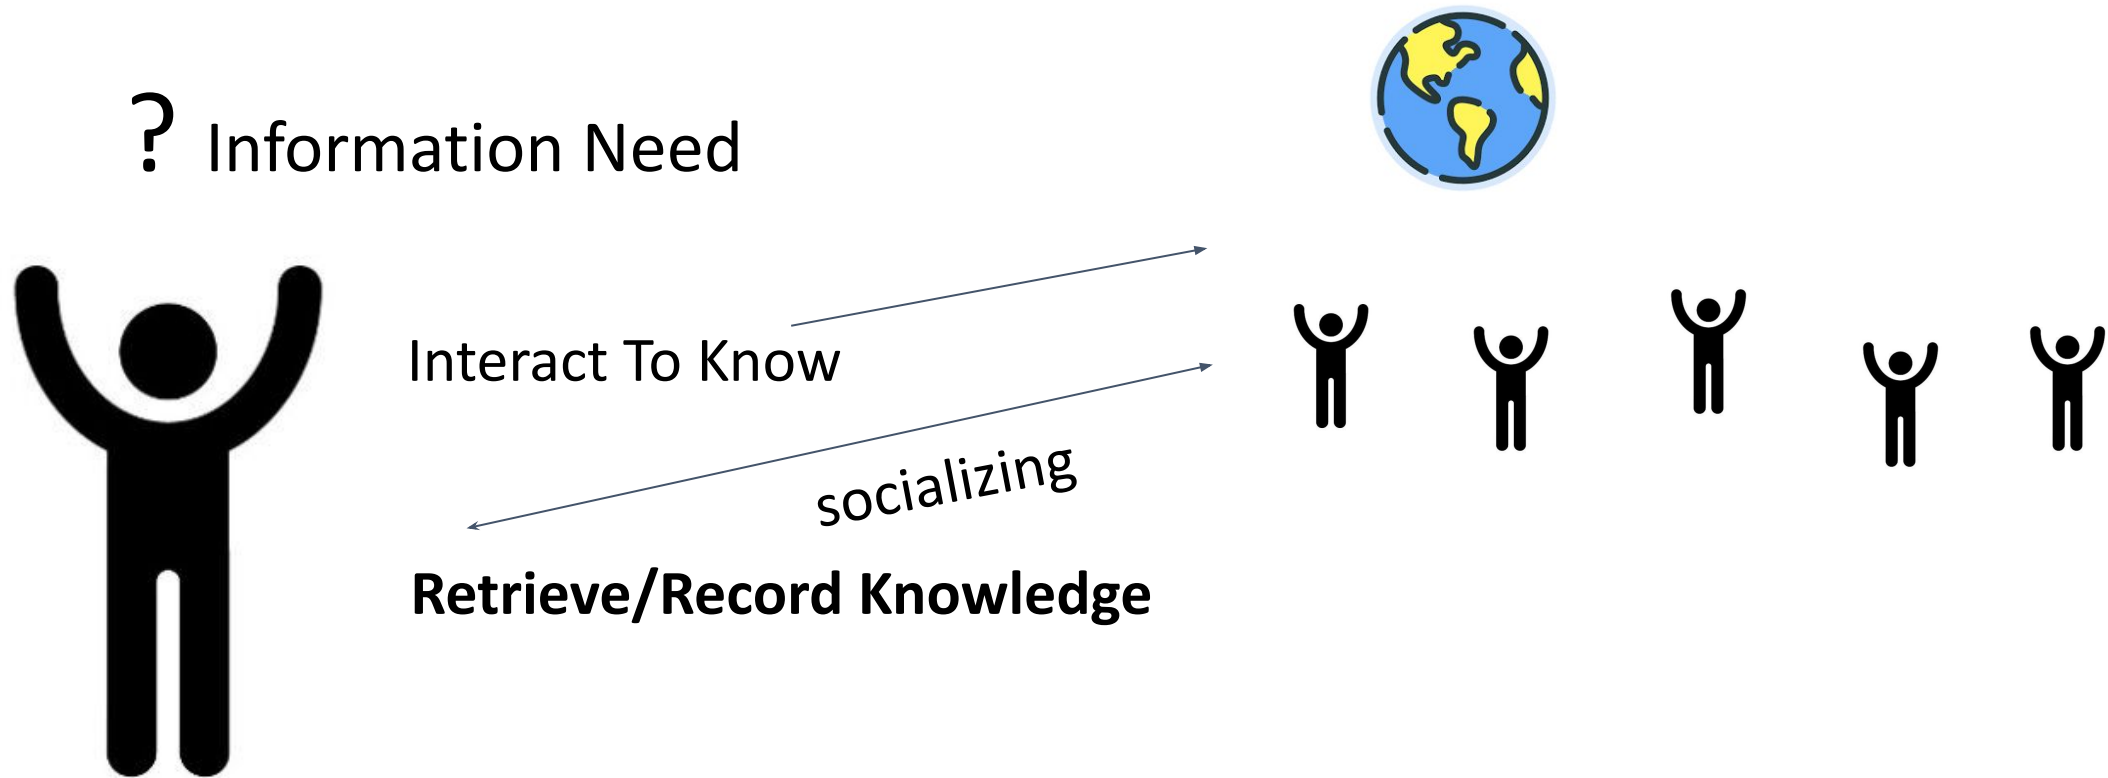 ? Information Need
Interact To Know
socializing
Retrieve/Record Knowledge